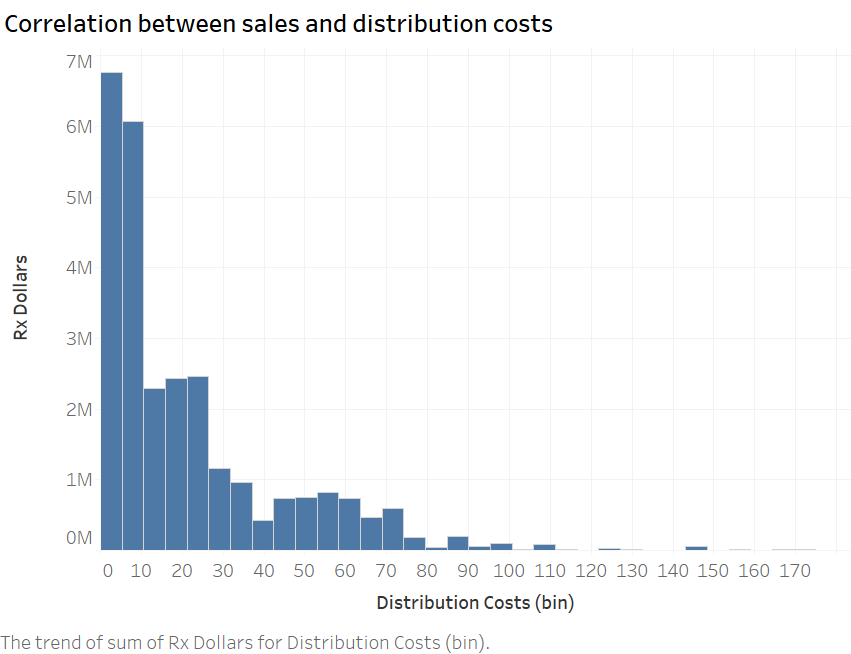 Correlation between sales and distribution costs
7M
6M
5M
4M
3M
2M
1M
0M
Rx Dollars
0 10 20 30 40 50 60 70 80 90 100 110 120 130 140 150 160 170
Distribution Costs (bin)
The trend of sum of Rx Dollars for Distribution Costs (bin).